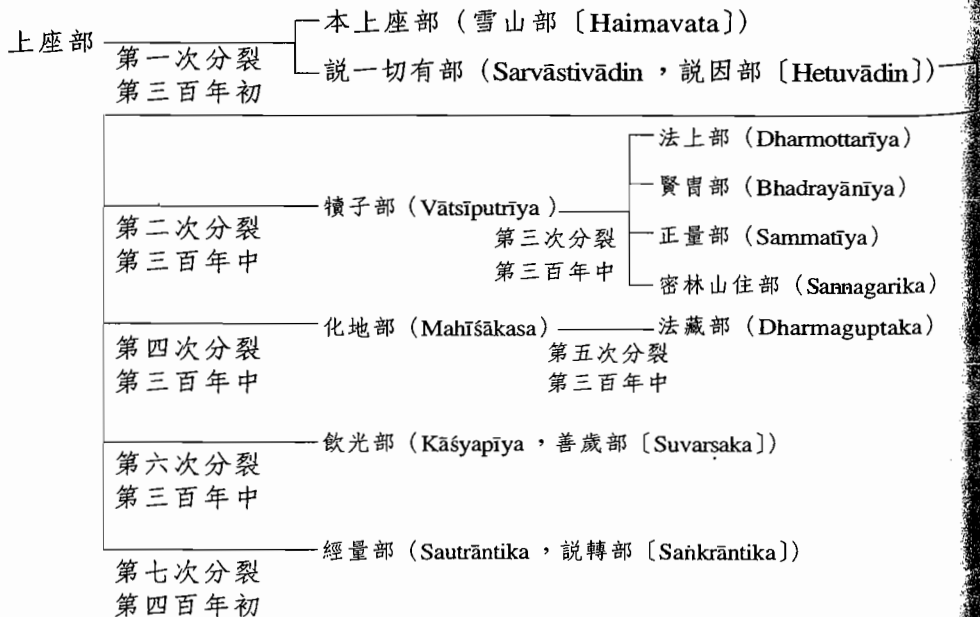 本上座部（雪山部〔Haimavata〕）
上座部
第一次分裂
第三百年初
說一切有部（Sarvāstivādin，說因部〔Hetuvādin〕）
法上部（Dharmottarīya）
賢冑部（Bhadrayānīya）
犢子部（Vātsīputrīya）
第二次分裂
第三百年中
第三次分裂
第三百年中
正量部（Sammatīya）
密林山住部（Sannagarika）
化地部（Mahīśākasa）
法藏部（Dharmaguptaka）
第四次分裂
第三百年中
第五次分裂
第三百年中
飲光部（Kāśyapīya，善歲部〔Suvarṣaka〕）
第六次分裂
第三百年中
經量部（Sautrāntika，說轉部〔Saṅkrāntika〕）
第七次分裂
第四百年初